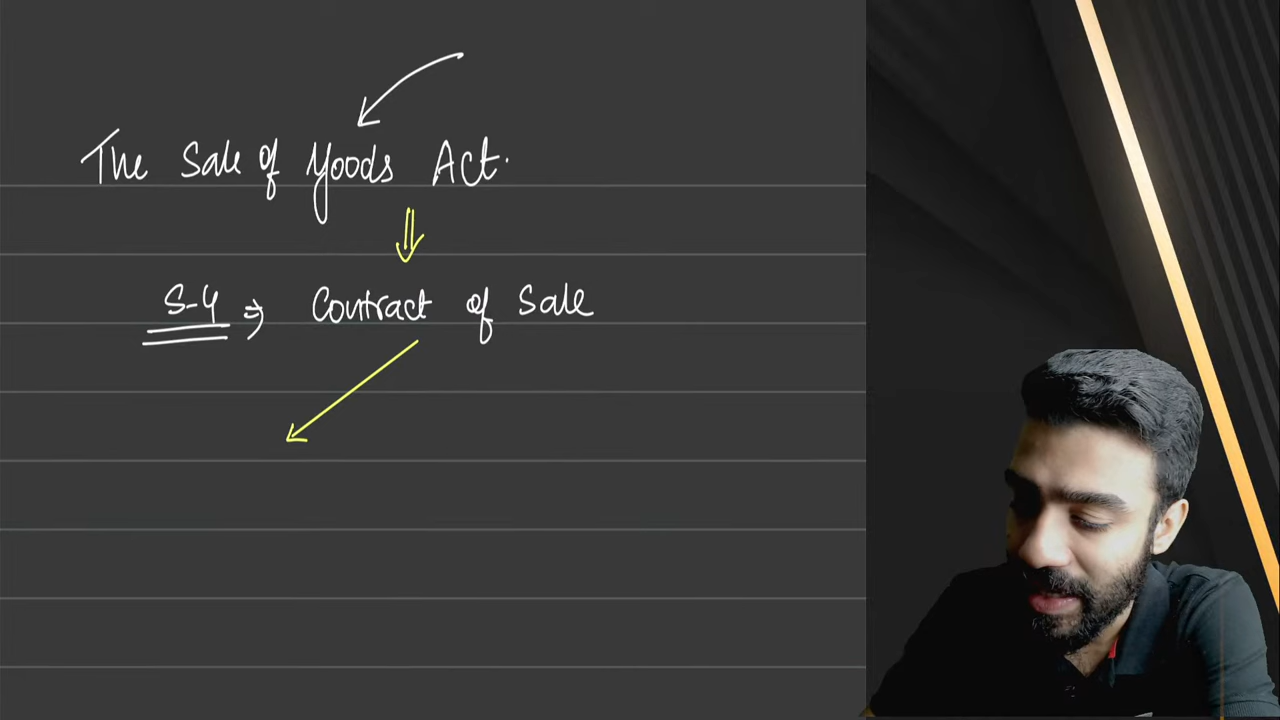 The Sale of Goods Act.
S-4 ⇒ Contract of Sale